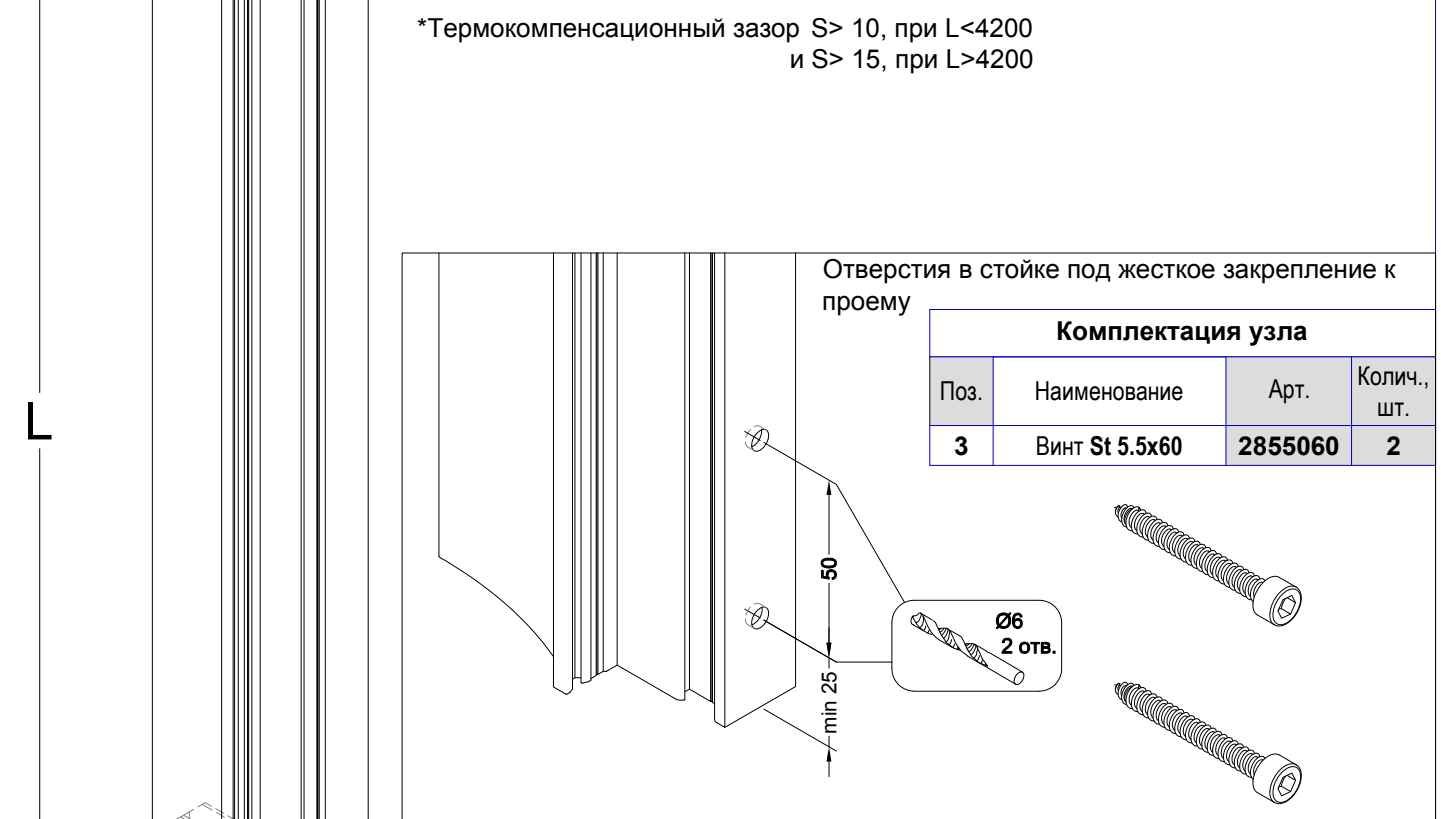 *Термокомпенсационный зазор S> 10, при L<4200
и S> 15, при L>4200
Отверстия в стойке под жесткое закрепление к
проему
Комплектация узла
Поз. Наименование Арт. Колич., шт.
3 Винт St 5.5x60 2855060 2
L
50
Ø6
2 отв.
min 25